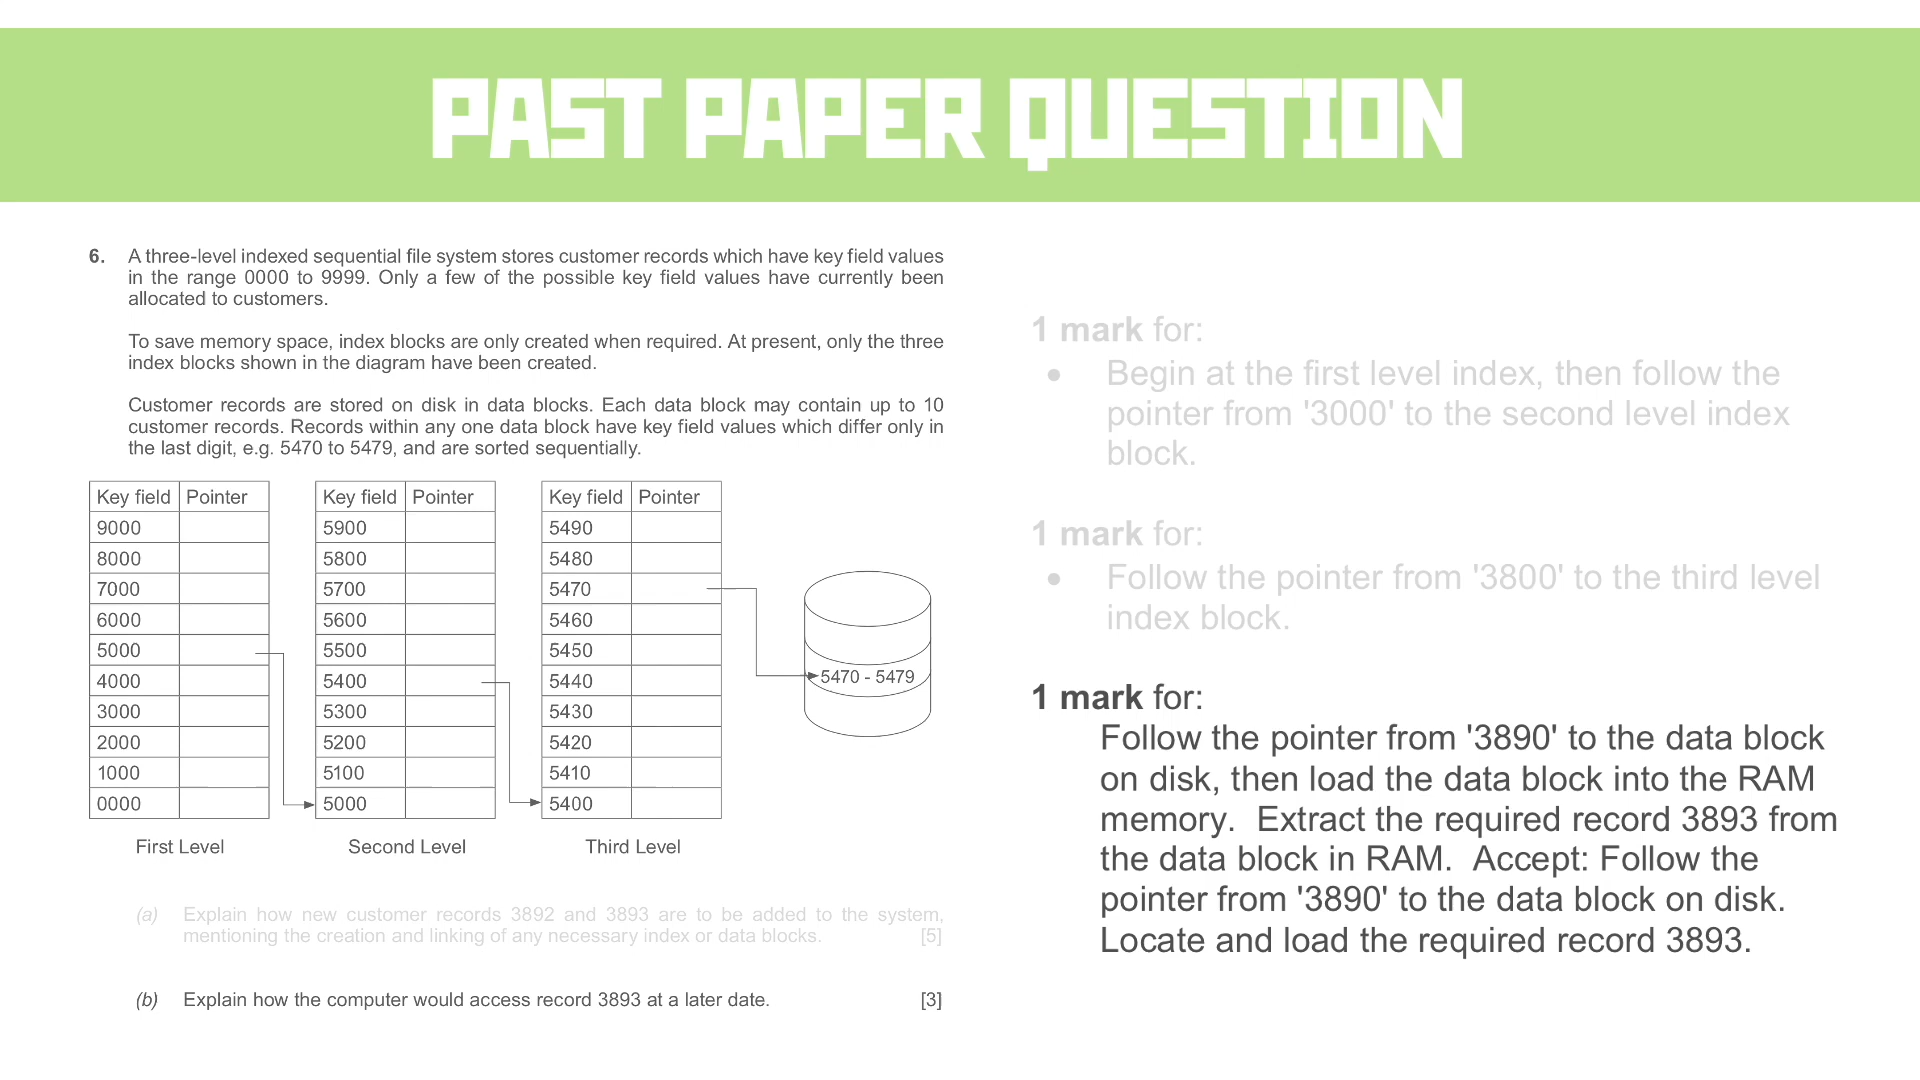 PAST PAPER QUESTION
6. A three-level indexed sequential file system stores customer records which have key field values
in the range 0000 to 9999. Only a few of the possible key field values have currently been
allocated to customers.
To save memory space, index blocks are only created when required. At present, only the three
index blocks shown in the diagram have been created.
Customer records are stored on disk in data blocks. Each data block may contain up to 10
customer records. Records within any one data block have key field values which differ only in
the last digit, e.g. 5470 to 5479, and are sorted sequentially.
Key field Pointer Key field Pointer Key field Pointer
9000 5900 5490
8000 5800 5480
7000 5700 5470
6000 5600 5460
5000 5500 5450
4000 5400 5440
3000 5300 5430
2000 5200 5420
1000 5100 5410
0000 5000 5400
5470 - 5479
First Level Second Level Third Level
(a) Explain how new customer records 3892 and 3893 are to be added to the system,
mentioning the creation and linking of any necessary index or data blocks. [5]
(b) Explain how the computer would access record 3893 at a later date. [3]
1 mark for:
• Begin at the first level index, then follow the
pointer from '3000' to the second level index
block.
1 mark for:
• Follow the pointer from '3800' to the third level
index block.
1 mark for:
Follow the pointer from '3890' to the data block
on disk, then load the data block into the RAM
memory. Extract the required record 3893 from
the data block in RAM. Accept: Follow the
pointer from '3890' to the data block on disk.
Locate and load the required record 3893.